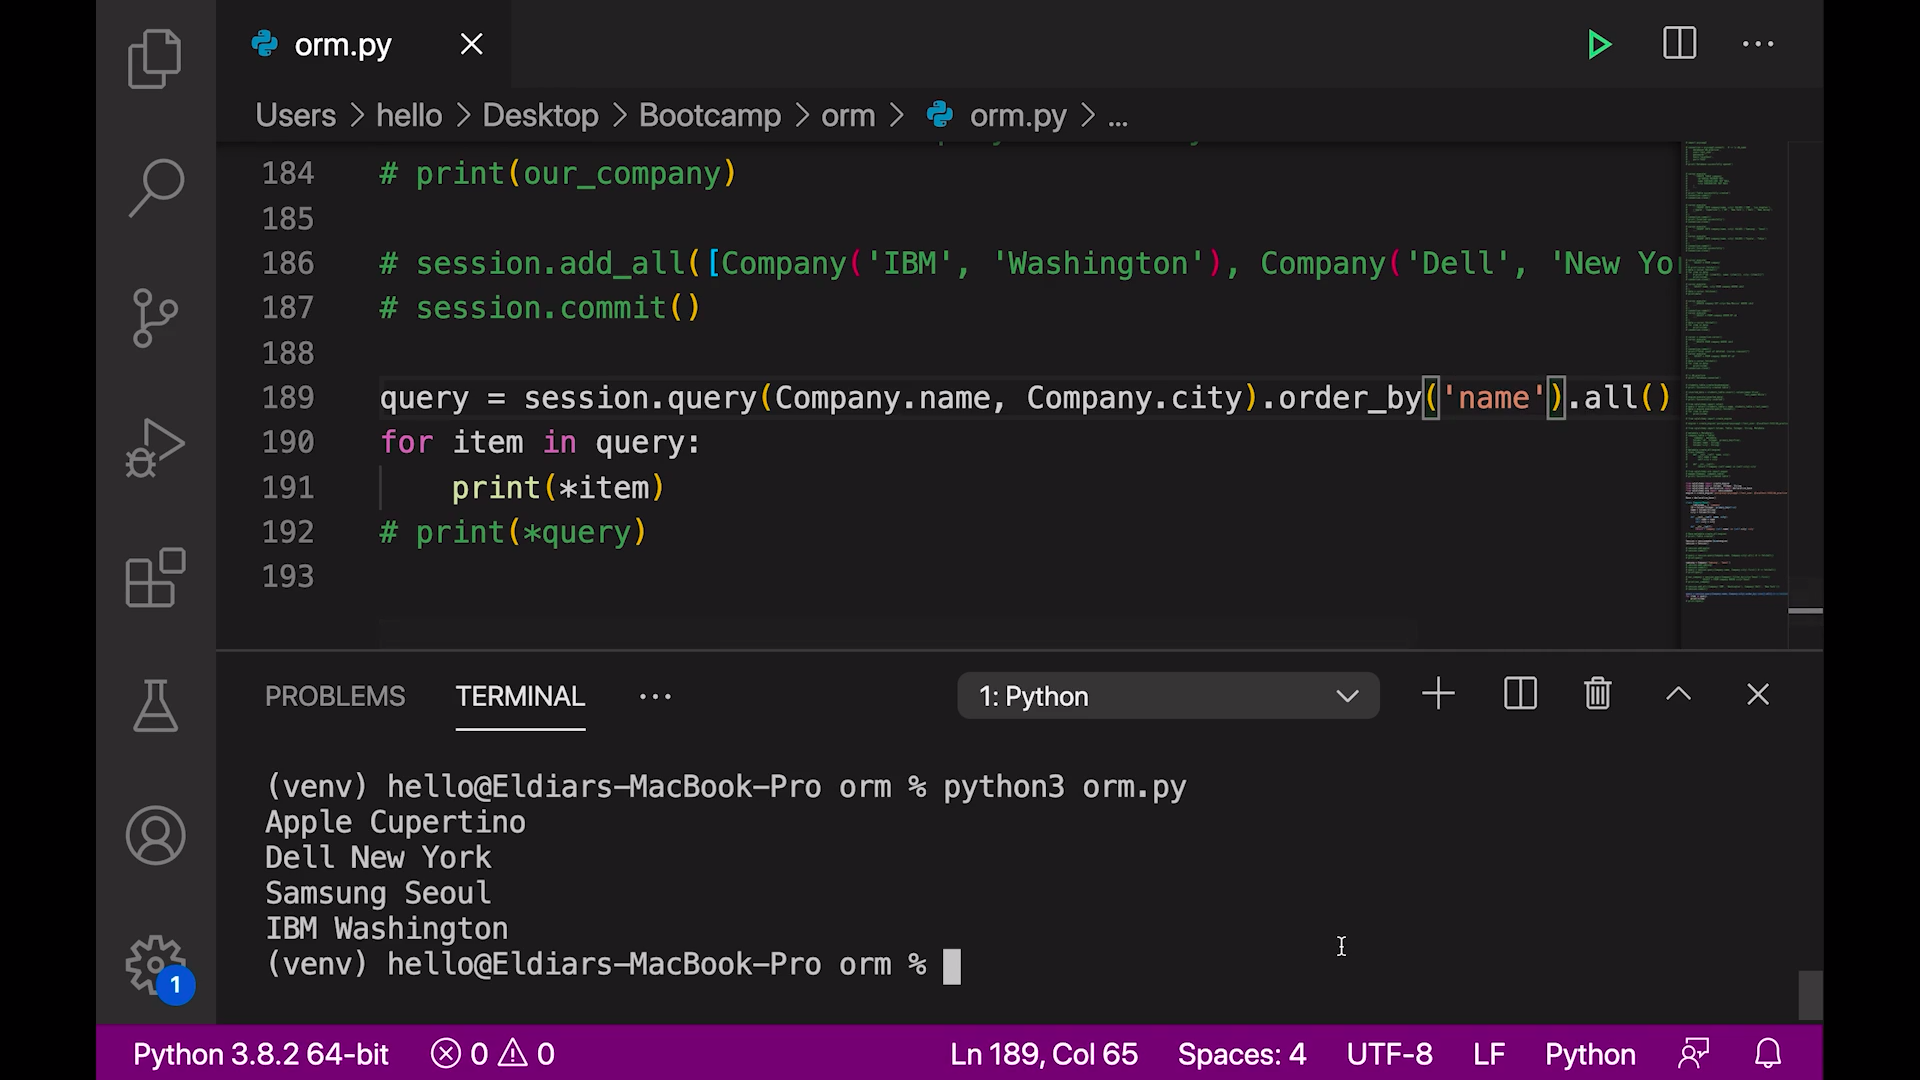 orm.py
Users > hello > Desktop > Bootcamp > orm > orm.py > ...
184 # print(our_company)
185
186 # session.add_all([Company('IBM', 'Washington'), Company('Dell', 'New Yo
187 # session.commit()
188
189 query = session.query(Company.name, Company.city).order_by('name').all()
190 for item in query:
191 print(*item)
192 # print(*query)
193
PROBLEMS TERMINAL ... 1: Python
(venv) hello@Eldiars-MacBook-Pro orm % python3 orm.py
Apple Cupertino
Dell New York
Samsung Seoul
IBM Washington
(venv) hello@Eldiars-MacBook-Pro orm %
1
Python 3.8.2 64-bit 0 0 Ln 189, Col 65 Spaces: 4 UTF-8 LF Python